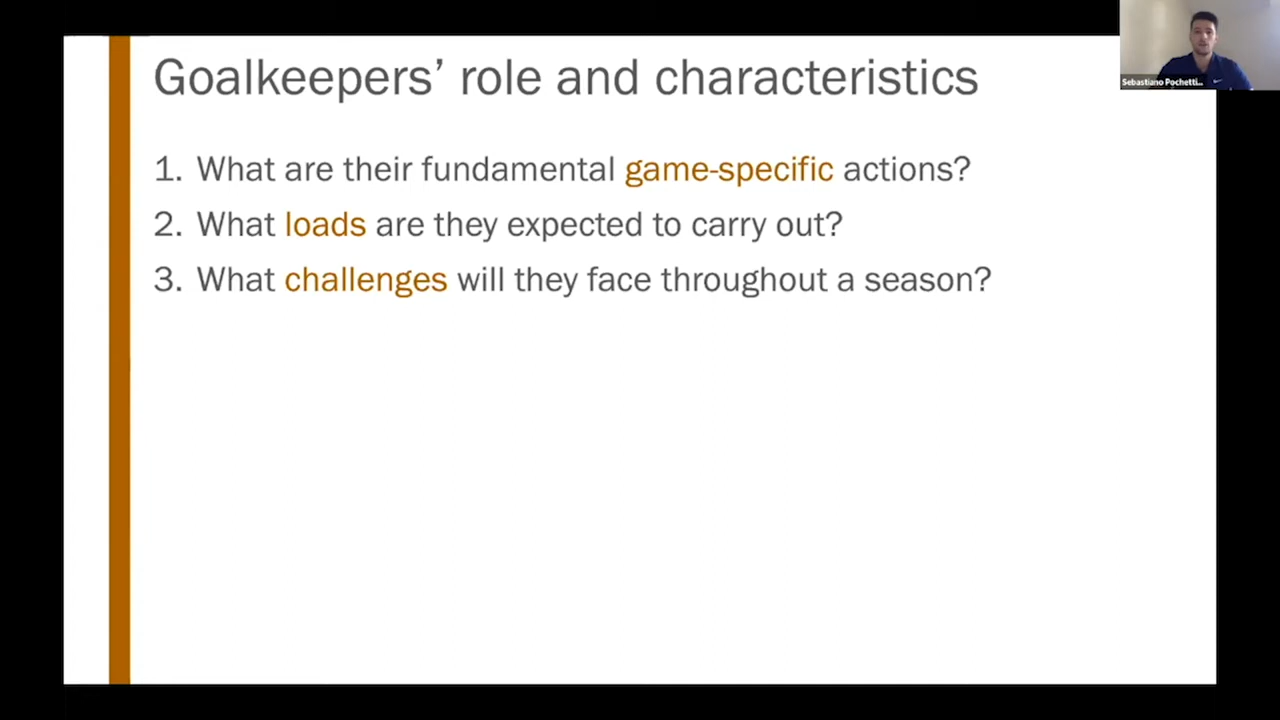 Goalkeepers’ role and characteristics
Sebastiano Pochetti...
1. What are their fundamental game-specific actions?
2. What loads are they expected to carry out?
3. What challenges will they face throughout a season?